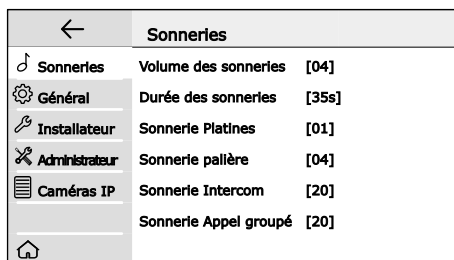 Sonneries
Sonneries
Général
Installateur
Administrateur
Caméras IP
Volume des sonneries [04]
Durée des sonneries [35s]
Sonnerie Platines [01]
Sonnerie palière [04]
Sonnerie Intercom [20]
Sonnerie Appel groupé [20]